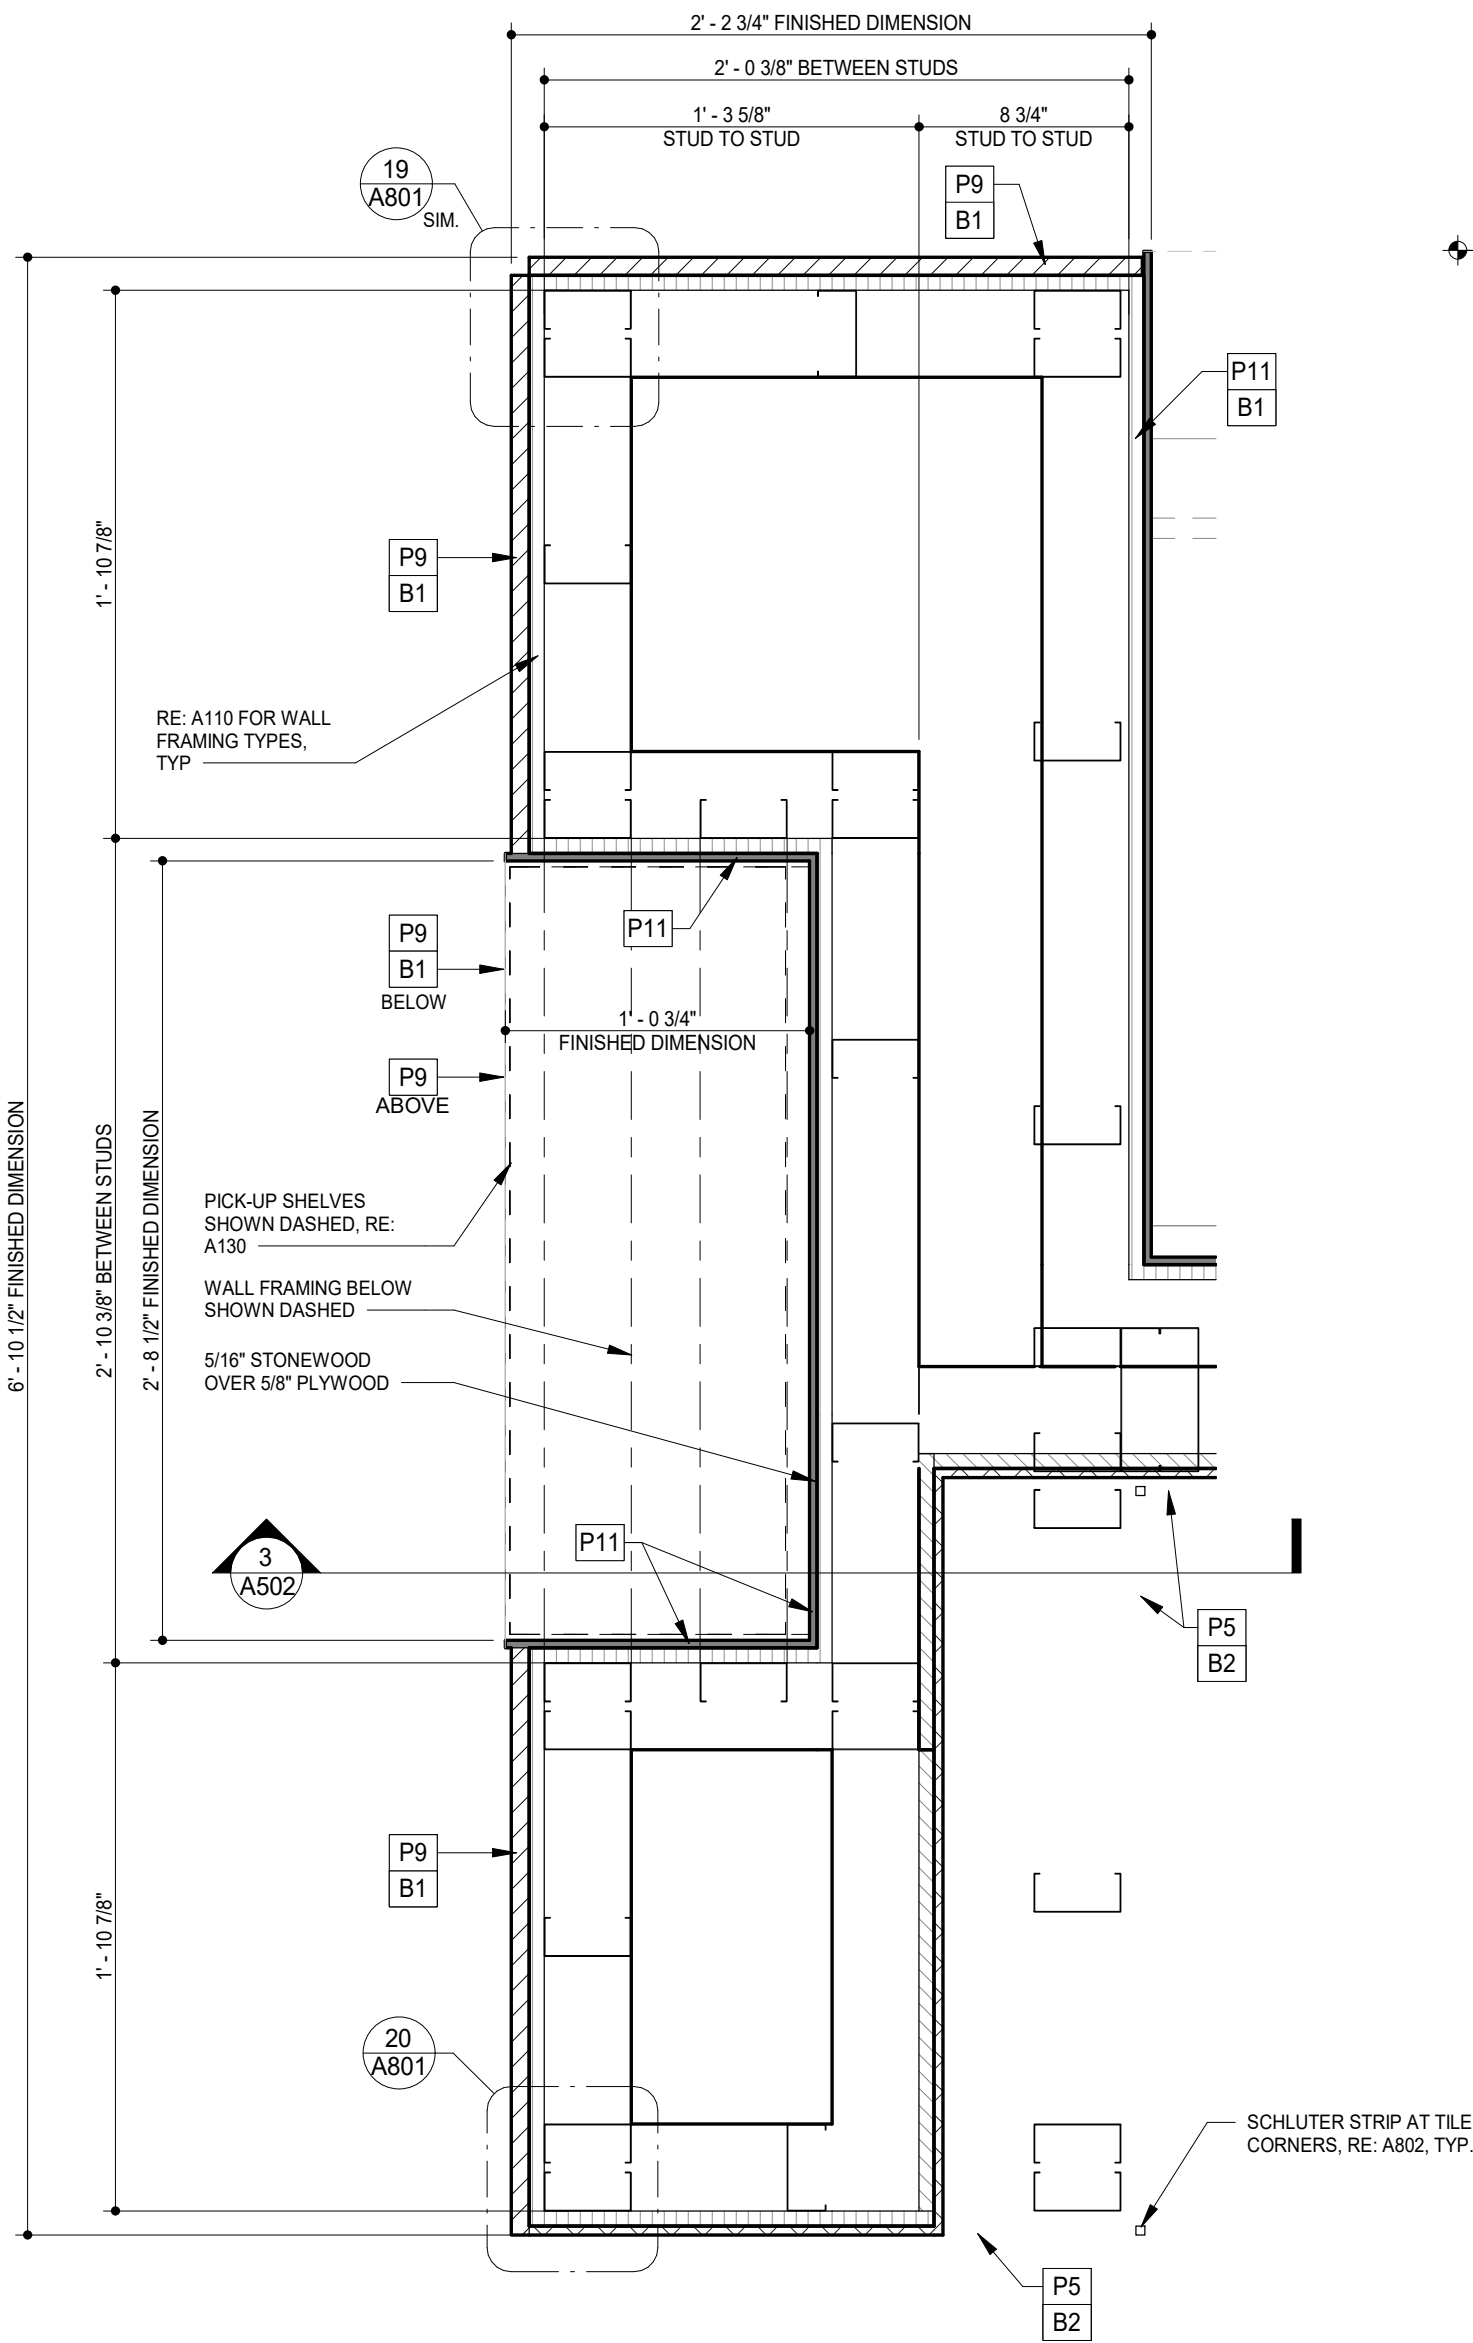 2' - 2 3/4" FINISHED DIMENSION
2' - 0 3/8" BETWEEN STUDS
1' - 3 5/8"
STUD TO STUD
8 3/4"
STUD TO STUD
19
A801
SIM.
P9
B1
P11
B1
1' - 10 7/8"
P9
B1
RE: A110 FOR WALL
FRAMING TYPES,
TYP
P11
P9
B1
BELOW
1' - 0 3/4"
FINISHED DIMENSION
P9
ABOVE
6' - 10 1/2" FINISHED DIMENSION
2' - 10 3/8" BETWEEN STUDS
2' - 8 1/2" FINISHED DIMENSION
PICK-UP SHELVES
SHOWN DASHED, RE:
A130
WALL FRAMING BELOW
SHOWN DASHED
5/16" STONEWOOD
OVER 5/8" PLYWOOD
P11
3
A502
P5
B2
P9
B1
1' - 10 7/8"
20
A801
SCHLUTER STRIP AT TILE
CORNERS, RE: A802, TYP.
P5
B2